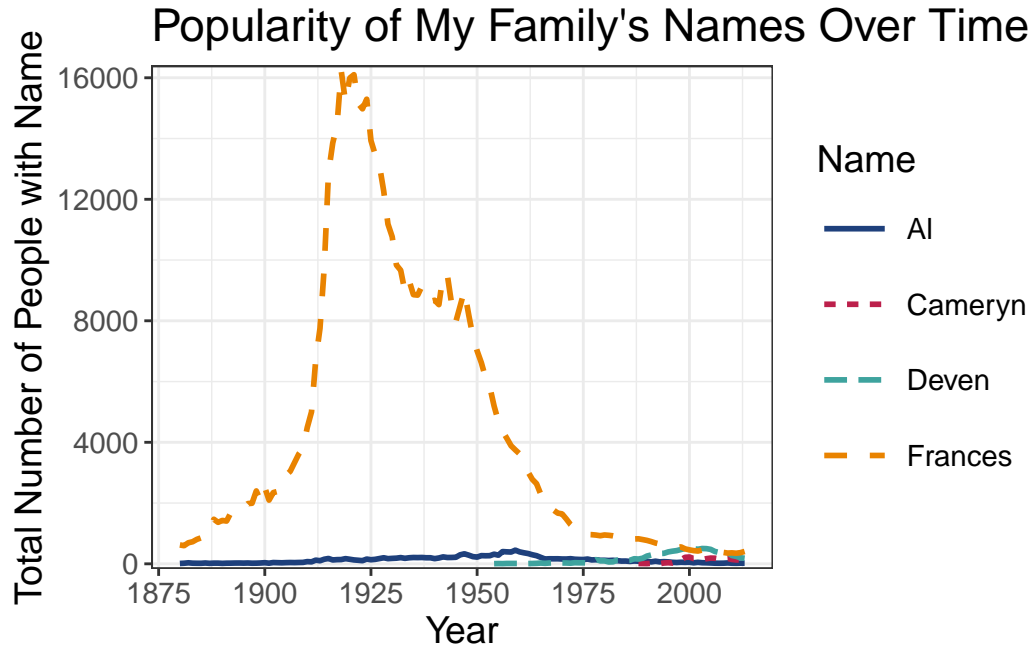 Popularity of My Family's Names Over Time
Total Number of People with Name
16000
12000
8000
4000
0
1875
1900
1925
1950
1975
2000
Year
Name
Al
Cameryn
Deven
Frances